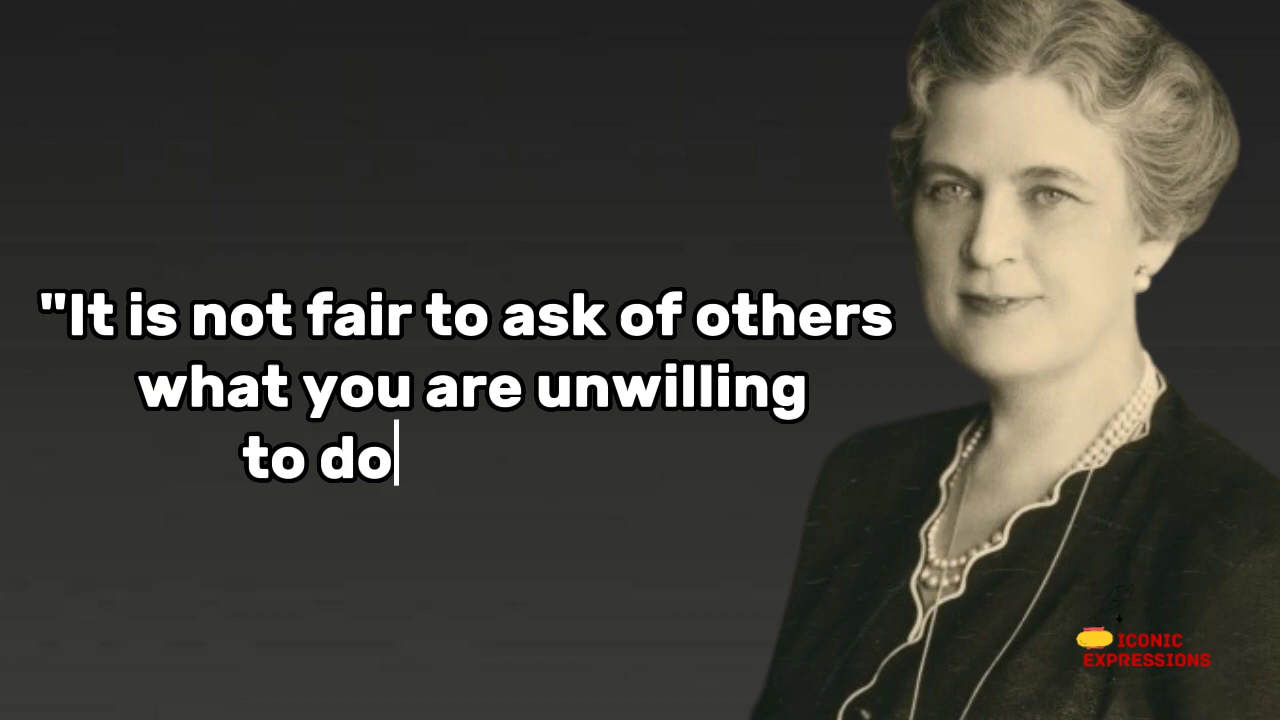 "It is not fair to ask of others
what you are unwilling
to do
ICONIC
EXPRESSIONS